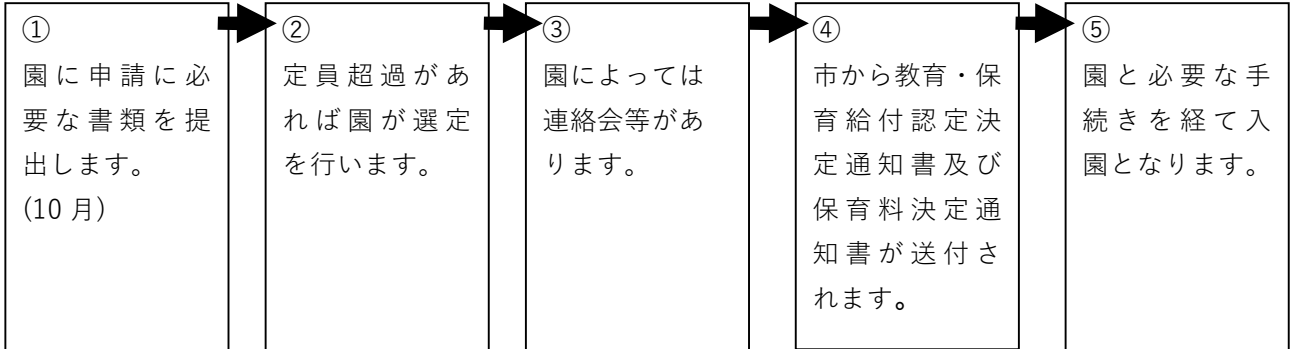 ①
園に申請に必
要な書類を提
出します。
(10 月)
②
定員超過があ
れば園が選定
を行います。
③
園によっては
連絡会等があ
ります。
④
市から教育・保
育給付認定決
定通知書及び
保育料決定通
知書が送付さ
れます。
⑤
園と必要な手
続きを経て入
園となります。